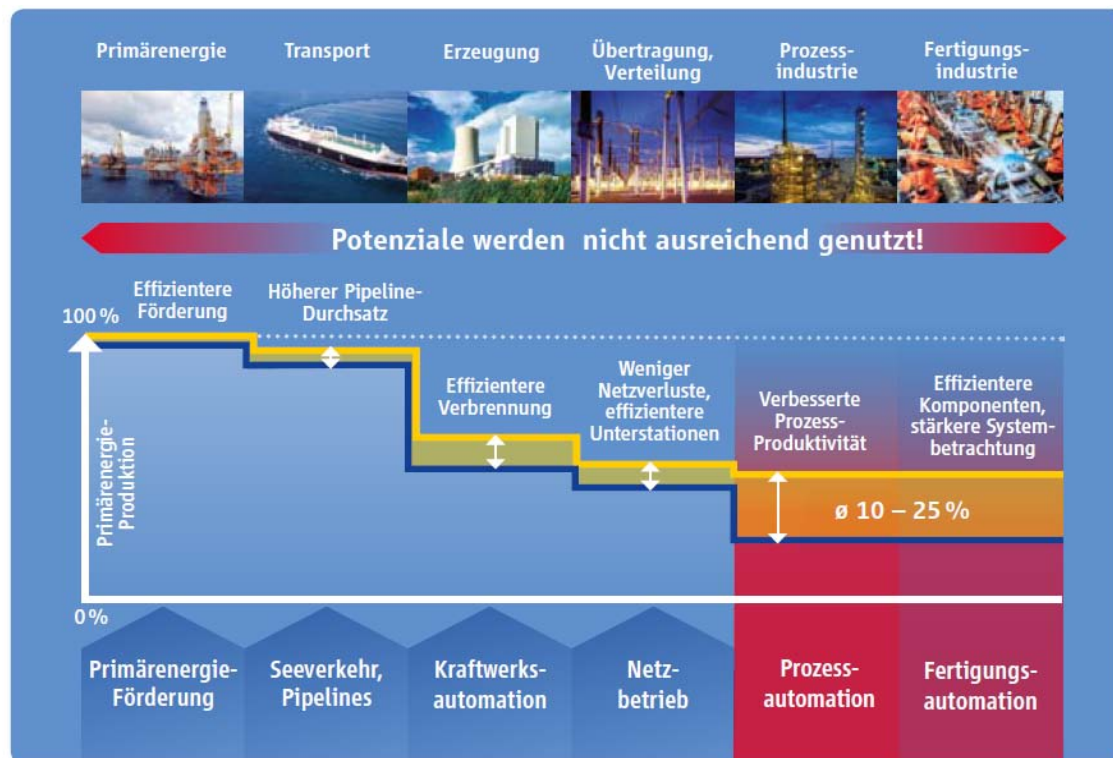 Primärenergie
Transport
Erzeugung
Übertragung,
Verteilung
Prozess-
industrie
Fertigungs-
industrie
Potenziale werden nicht ausreichend genutzt!
Effizientere
Förderung
Höherer Pipeline-
Durchsatz
100 %
Effizientere
Verbrennung
Weniger
Netzverluste,
effizientere
Unterstationen
Verbesserte
Prozess-
Produktivität
Effizientere
Komponenten,
stärkere System-
betrachtung
Primärenergie-
Produktion
ø 10 – 25 %
0 %
Primärenergie-
Förderung
Seeverkehr,
Pipelines
Kraftwerks-
automation
Netz-
betrieb
Prozess-
automation
Fertigungs-
automation